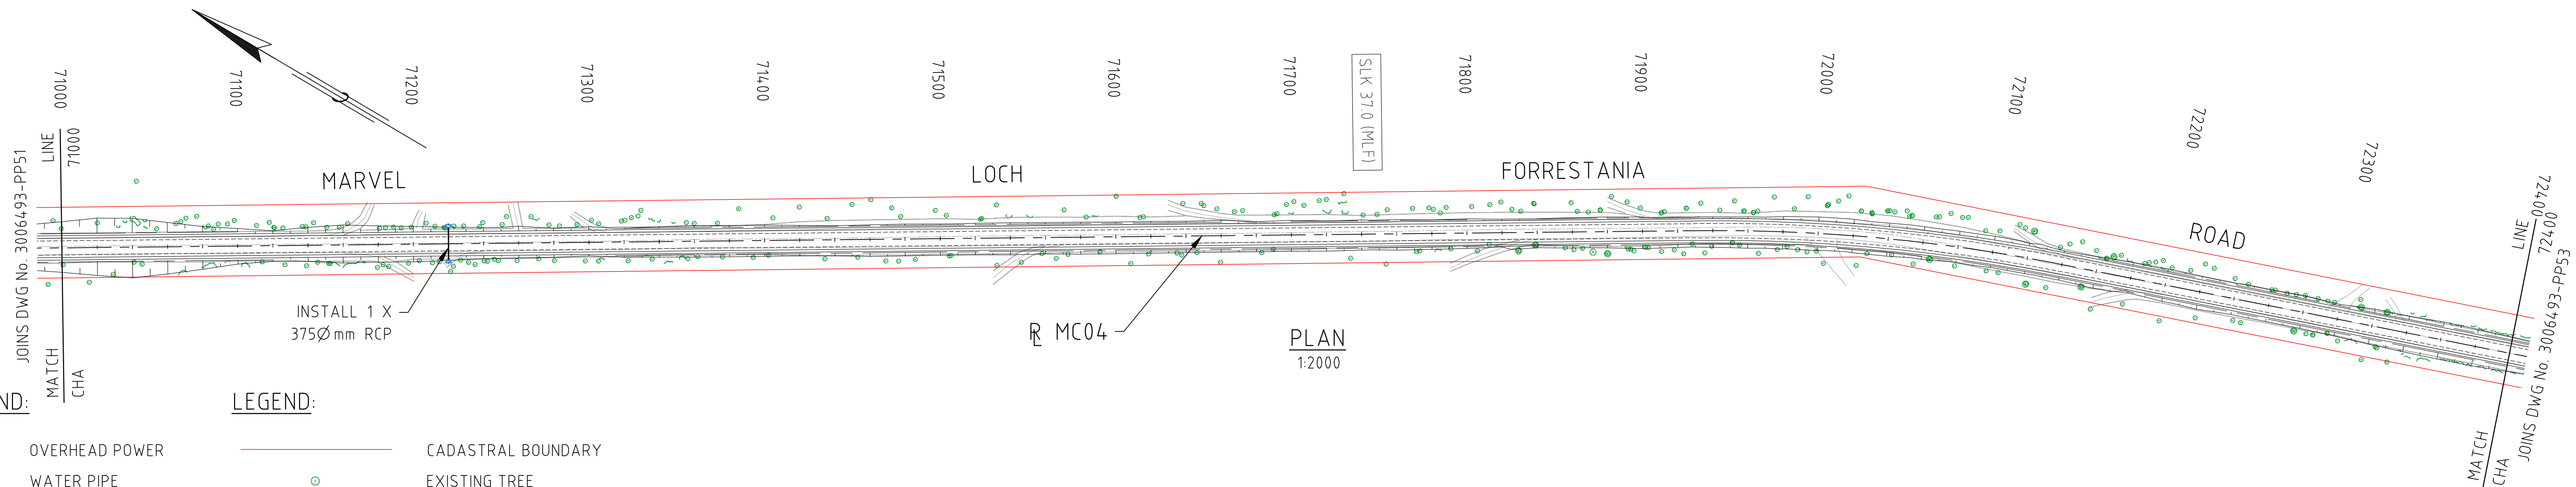 71000
71100
71200
71300
71400
71500
71600
71700
SLK 37.0 (MLF)
71800
71900
72000
72100
72200
72300
72400
JOINS DWG No. 3006493-PP51
MATCH LINE
CHA 71000
MARVEL LOCH FORRESTANIA ROAD
INSTALL 1 X
375Ø mm RCP
MC04
PLAN
1:2000
MATCH LINE
CHA 72400
JOINS DWG No. 3006493-PP53
ND:
OVERHEAD POWER
WATER PIPE
LEGEND:
CADASTRAL BOUNDARY
EXISTING TREE